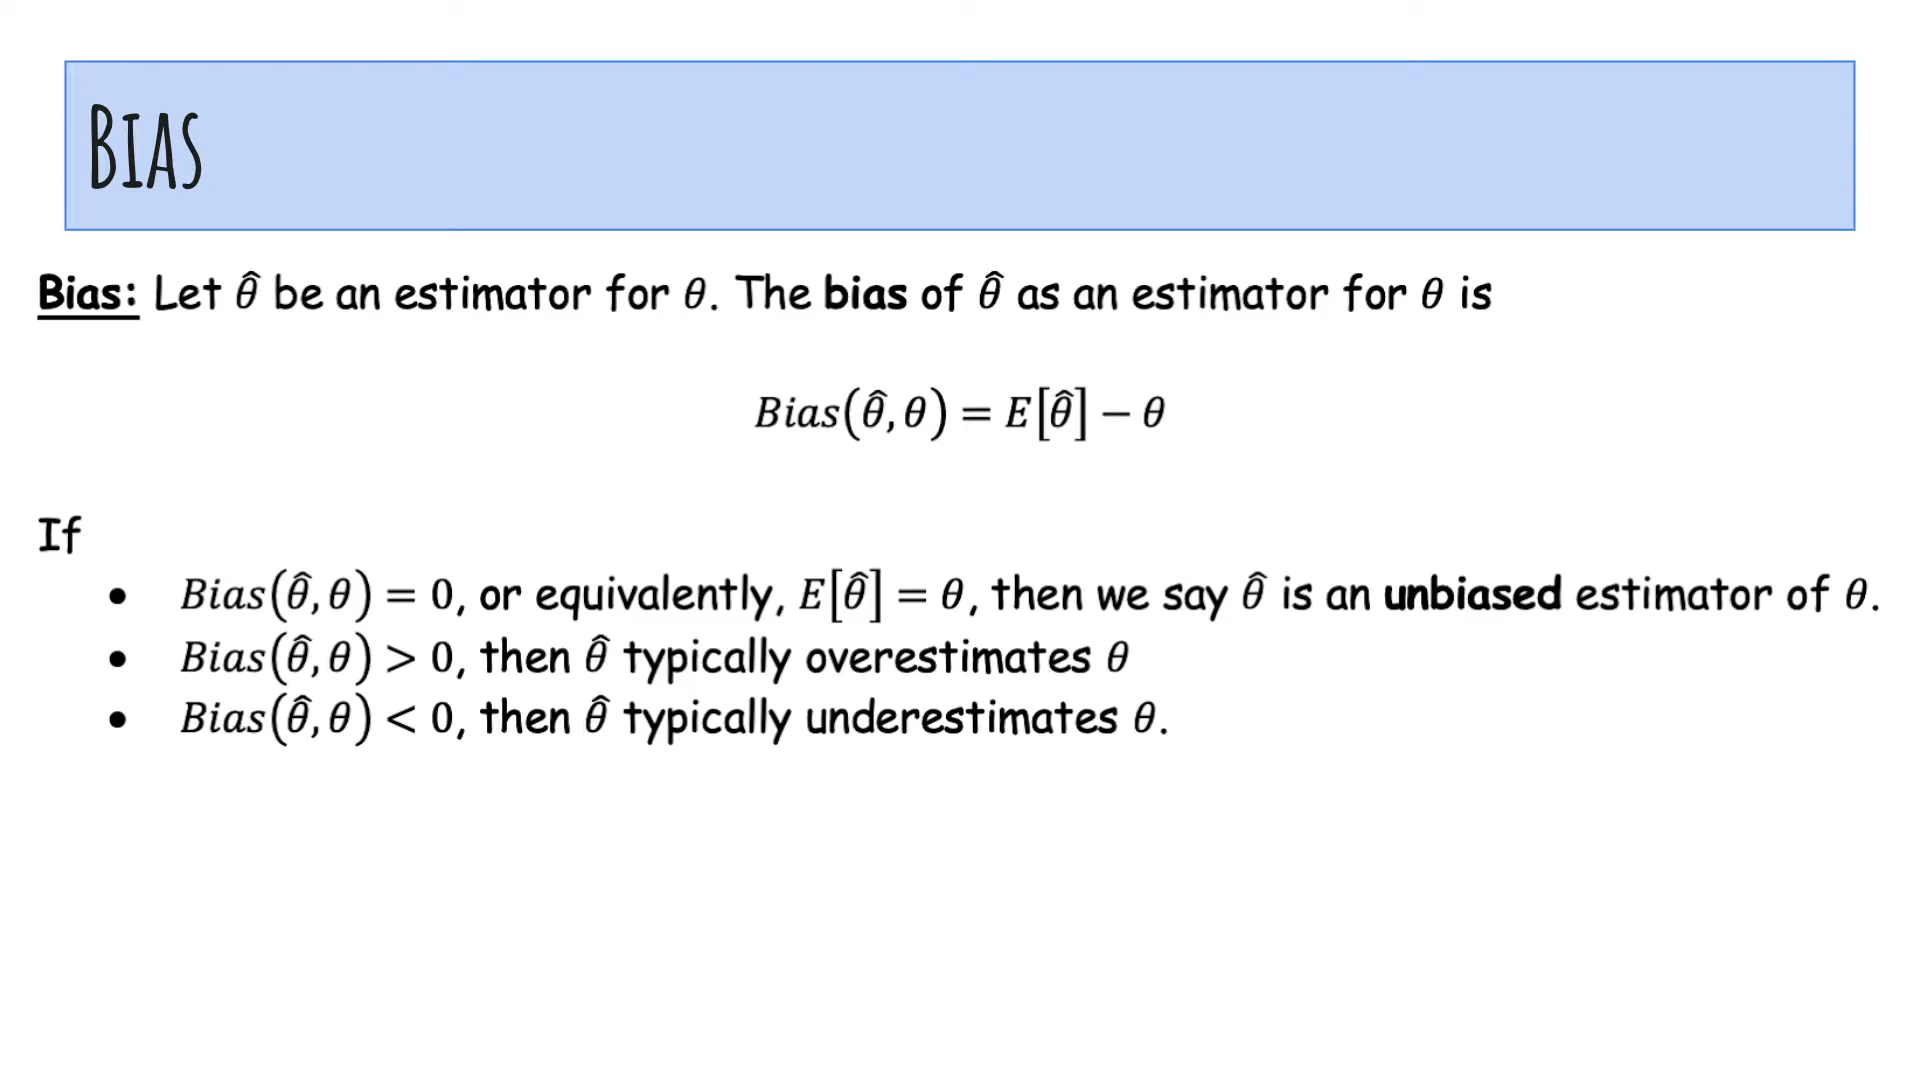 BIAS
Bias: Let θ̂ be an estimator for θ. The bias of θ̂ as an estimator for θ is
Bias(θ̂, θ) = E[θ̂] − θ
If
• Bias(θ̂, θ) = 0, or equivalently, E[θ̂] = θ, then we say θ̂ is an unbiased estimator of θ.
• Bias(θ̂, θ) > 0, then θ̂ typically overestimates θ
• Bias(θ̂, θ) < 0, then θ̂ typically underestimates θ.